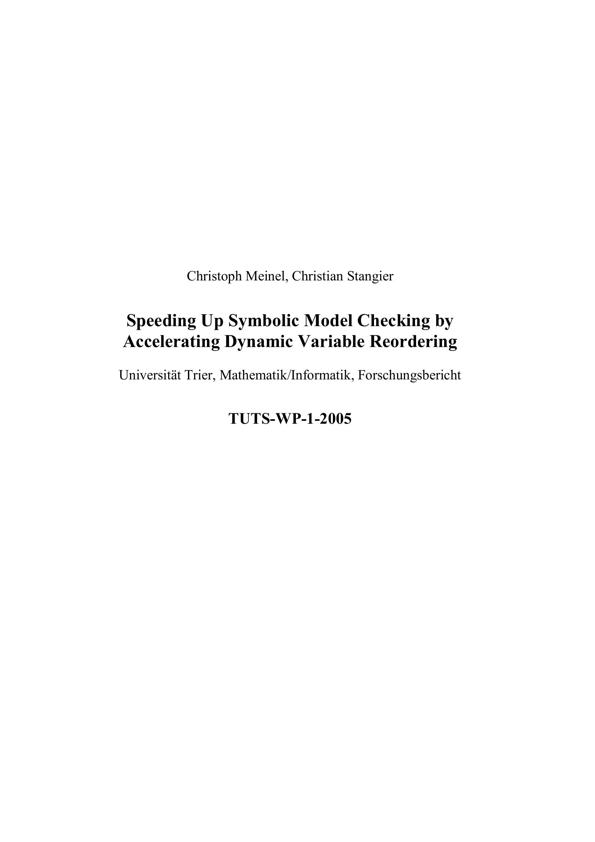 Christoph Meinel, Christian Stangier
Speeding Up Symbolic Model Checking by
Accelerating Dynamic Variable Reordering
Universität Trier, Mathematik/Informatik, Forschungsbericht
TUTS-WP-1-2005